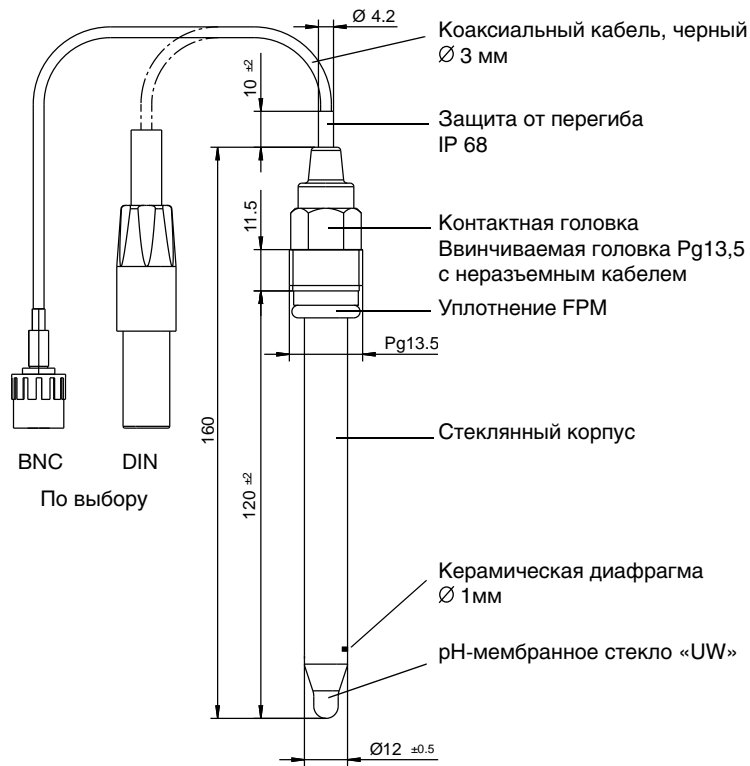 Ø 4.2
Коаксиальный кабель, черный
Ø 3 мм
10 ±2
Защита от перегиба
IP 68
11.5
Контактная головка
Ввинчиваемая головка Pg13,5
с неразъемным кабелем
Уплотнение FPM
Pg13.5
160
Стеклянный корпус
BNC DIN
По выбору
120 ±2
Керамическая диафрагма
Ø 1мм
pH-мембранное стекло «UW»
Ø12 ±0.5